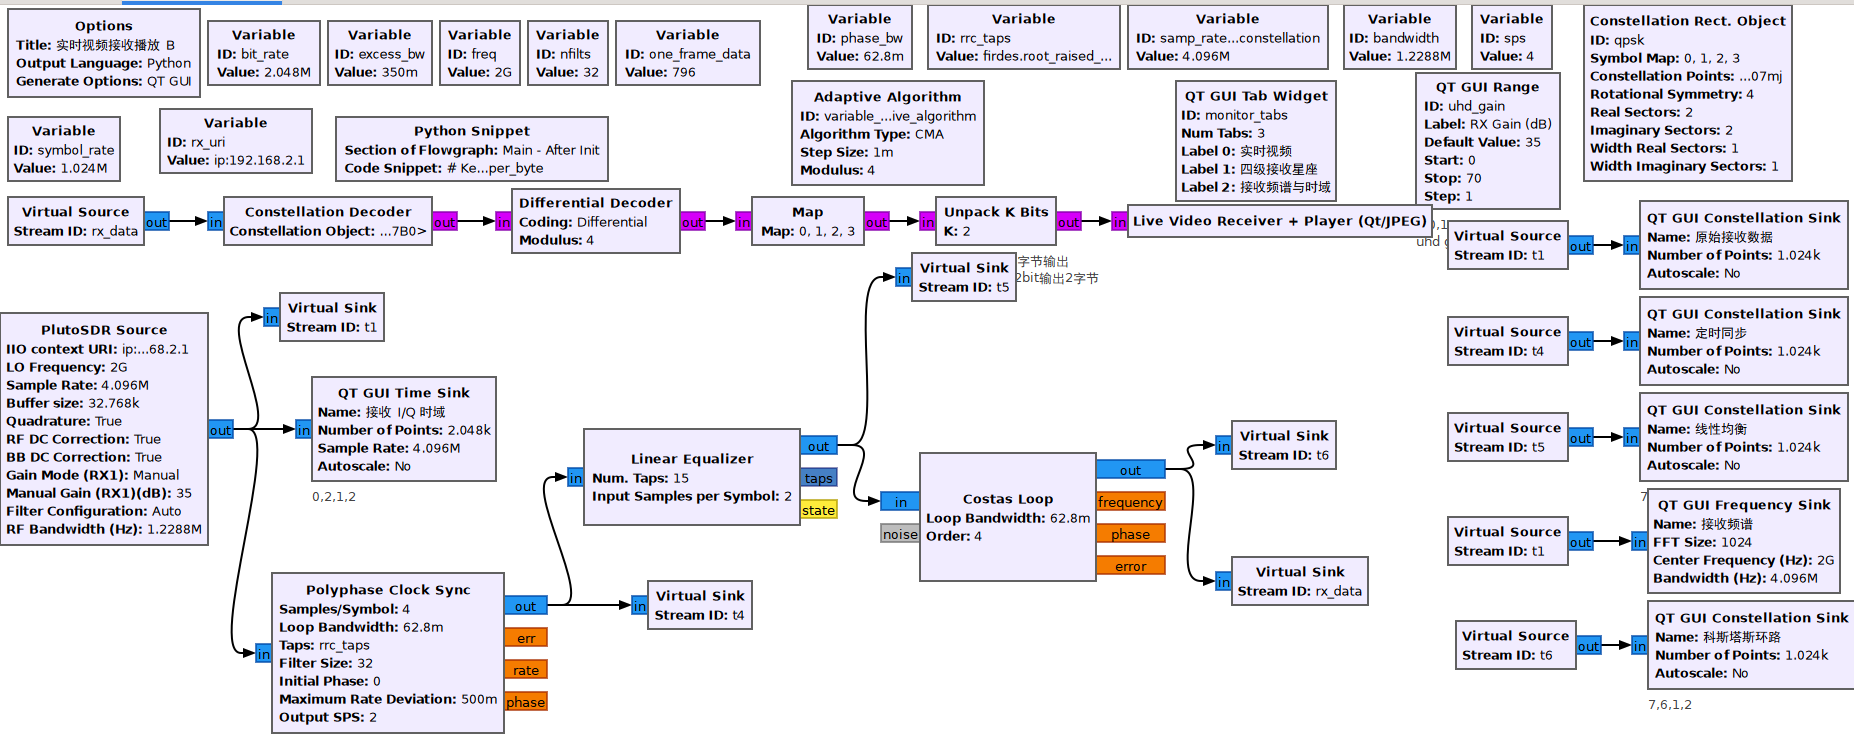 Options
Title: 实时视频接收播放 B
Output Language: Python
Generate Options: QT GUI
Variable
ID: bit_rate
Value: 2.048M
Variable
ID: excess_bw
Value: 350m
Variable
ID: freq
Value: 2G
Variable
ID: nfilts
Value: 32
Variable
ID: one_frame_data
Value: 796
Variable
ID: phase_bw
Value: 62.8m
Variable
ID: rrc_taps
Value: firdes.root_raised_...
Variable
ID: samp_rate...constellation
Value: 4.096M
Variable
ID: bandwidth
Value: 1.2288M
Variable
ID: sps
Value: 4
Constellation Rect. Object
ID: qpsk
Symbol Map: 0, 1, 2, 3
Constellation Points: ...07mj
Rotational Symmetry: 4
Real Sectors: 2
Imaginary Sectors: 2
Width Real Sectors: 1
Width Imaginary Sectors: 1
Variable
ID: symbol_rate
Value: 1.024M
Variable
ID: rx_uri
Value: ip:192.168.2.1
Python Snippet
Section of Flowgraph: Main - After Init
Code Snippet: # Ke...per_byte
Adaptive Algorithm
ID: variable_...ive_algorithm
Algorithm Type: CMA
Step Size: 1m
Modulus: 4
QT GUI Tab Widget
ID: monitor_tabs
Num Tabs: 3
Label 0: 实时视频
Label 1: 四级接收星座
Label 2: 接收频谱与时域
QT GUI Range
ID: uhd_gain
Label: RX Gain (dB)
Default Value: 35
Start: 0
Stop: 70
Step: 1
Virtual Source
Stream ID: rx_data
out
in
Constellation Decoder
Constellation Object: ...7B0>
out
in
Differential Decoder
Coding: Differential
Modulus: 4
out
in
Map
Map: 0, 1, 2, 3
out
in
Unpack K Bits
K: 2
out
in
Live Video Receiver + Player (Qt/JPEG)
字节输出
2bit输出2字节
uhd g
in
Virtual Sink
Stream ID: t5
Virtual Source
Stream ID: t1
out
in
QT GUI Constellation Sink
Name: 原始接收数据
Number of Points: 1.024k
Autoscale: No
PlutoSDR Source
IIO context URI: ip:...68.2.1
LO Frequency: 2G
Sample Rate: 4.096M
Buffer size: 32.768k
Quadrature: True
RF DC Correction: True
BB DC Correction: True
Gain Mode (RX1): Manual
Manual Gain (RX1)(dB): 35
Filter Configuration: Auto
RF Bandwidth (Hz): 1.2288M
out
in
Virtual Sink
Stream ID: t1
in
QT GUI Time Sink
Name: 接收 I/Q 时域
Number of Points: 2.048k
Sample Rate: 4.096M
Autoscale: No
0,2,1,2
Virtual Source
Stream ID: t4
out
in
QT GUI Constellation Sink
Name: 定时同步
Number of Points: 1.024k
Autoscale: No
in
Linear Equalizer
Num. Taps: 15
Input Samples per Symbol: 2
out
taps
state
in
noise
Costas Loop
Loop Bandwidth: 62.8m
Order: 4
out
frequency
phase
error
in
Virtual Sink
Stream ID: t6
in
Virtual Sink
Stream ID: rx_data
Virtual Source
Stream ID: t5
out
in
QT GUI Constellation Sink
Name: 线性均衡
Number of Points: 1.024k
Autoscale: No
7
Virtual Source
Stream ID: t1
out
in
QT GUI Frequency Sink
Name: 接收频谱
FFT Size: 1024
Center Frequency (Hz): 2G
Bandwidth (Hz): 4.096M
in
Polyphase Clock Sync
Samples/Symbol: 4
Loop Bandwidth: 62.8m
Taps: rrc_taps
Filter Size: 32
Initial Phase: 0
Maximum Rate Deviation: 500m
Output SPS: 2
out
err
rate
phase
in
Virtual Sink
Stream ID: t4
Virtual Source
Stream ID: t6
out
in
QT GUI Constellation Sink
Name: 科斯塔斯环路
Number of Points: 1.024k
Autoscale: No
7,6,1,2